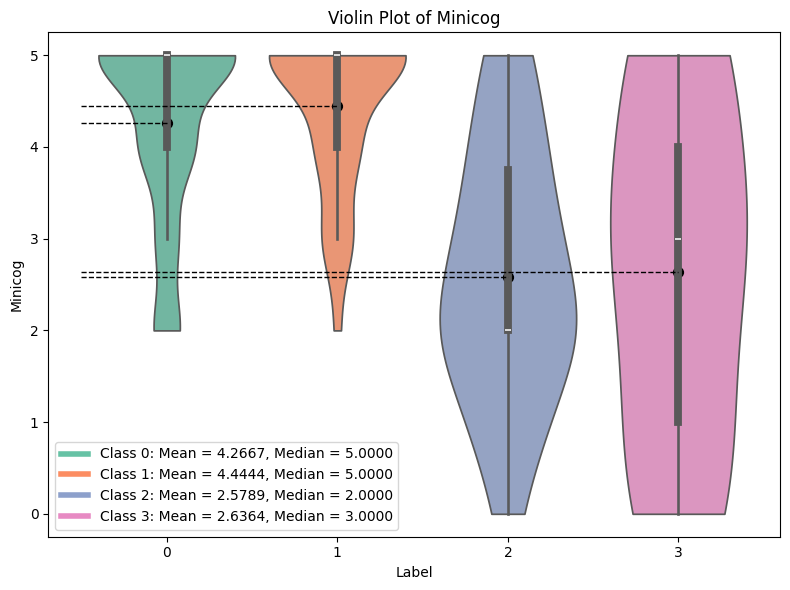 Violin Plot of Minicog
5
4
3
2
1
0
Minicog
Class 0: Mean = 4.2667, Median = 5.0000
Class 1: Mean = 4.4444, Median = 5.0000
Class 2: Mean = 2.5789, Median = 2.0000
Class 3: Mean = 2.6364, Median = 3.0000
0 1 2 3
Label